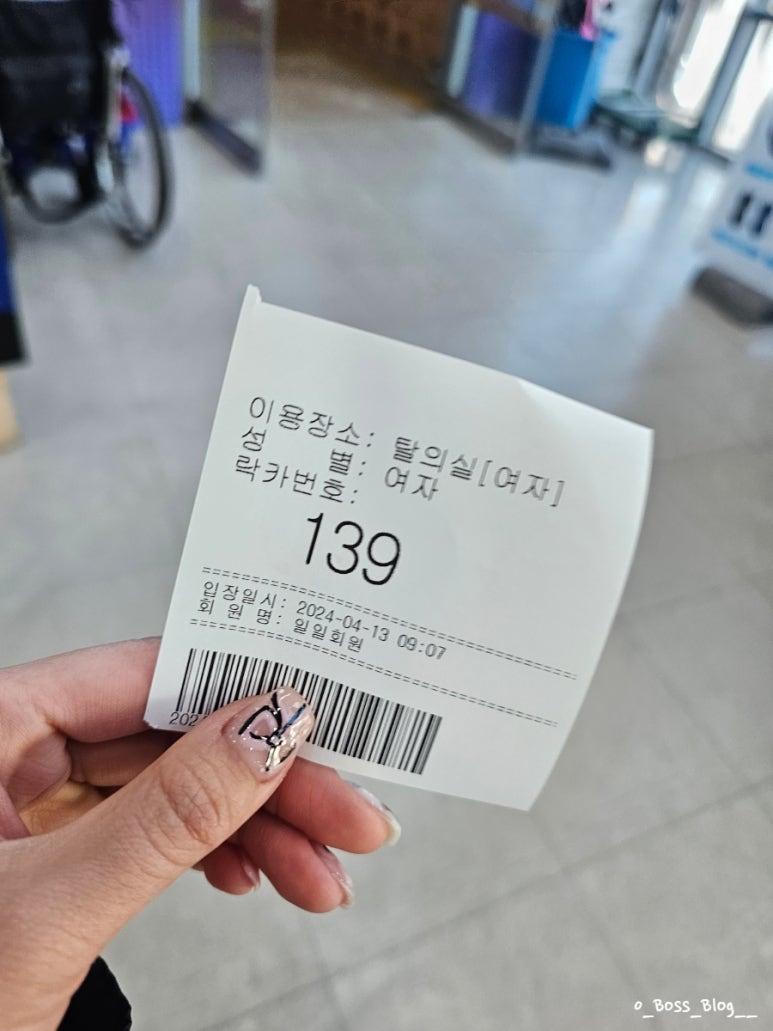 이용장소: 탈의실[여자]
성 별: 여자
락카번호:
139
입장일시: 2024-04-13 09:07
회 원 명: 일일회원
202
o_Boss_Blog__